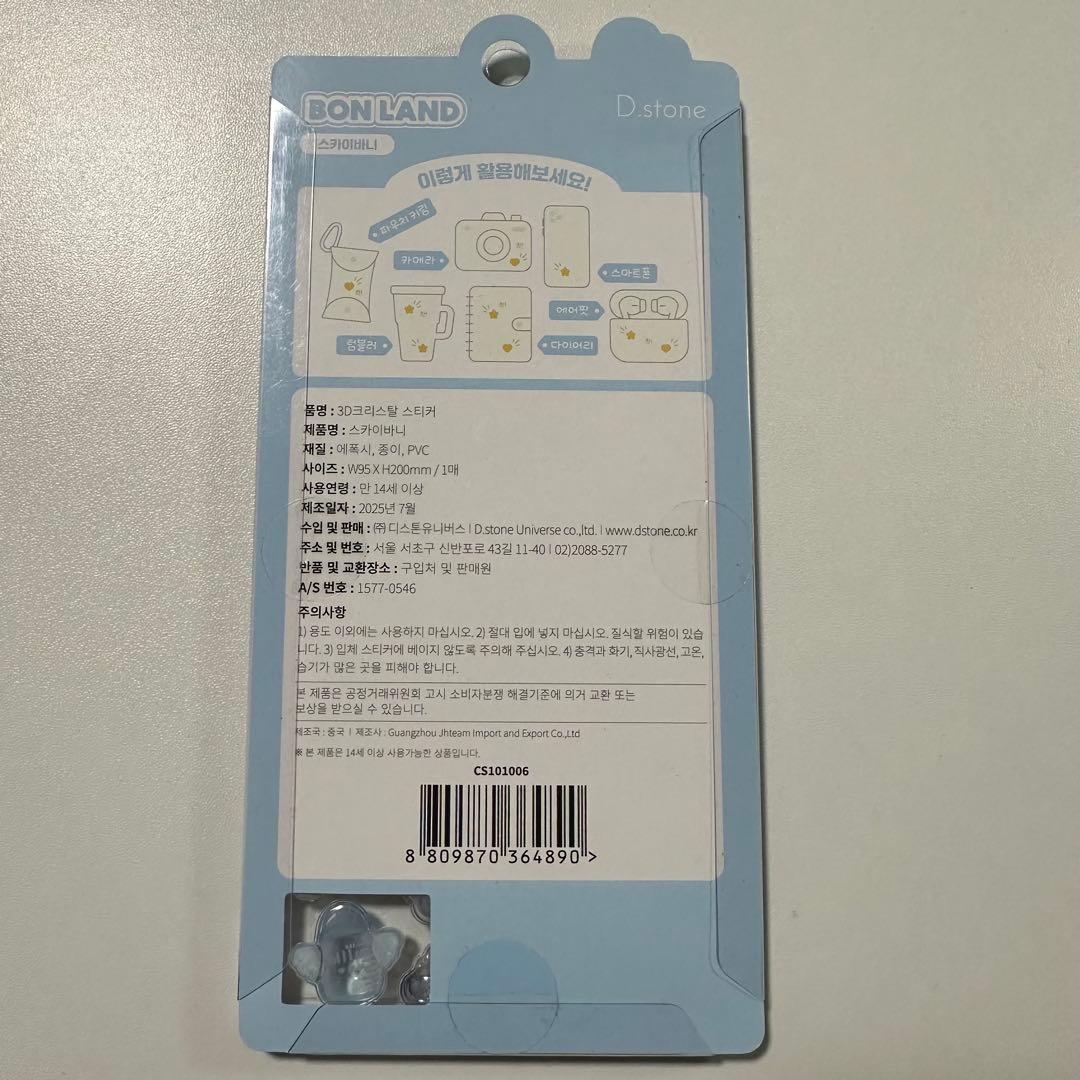 BON LAND
D.stone
스카이바니
이렇게 활용해보세요!
파우치 키링
카메라
스마트폰
에어팟
텀블러
다이어리
품명 : 3D크리스탈 스티커
제품명 : 스카이바니
재질 : 에폭시, 종이, PVC
사이즈 : W95 X H200mm / 1매
사용연령 : 만 14세 이상
제조일자 : 2025년 7월
수입 및 판매 : ㈜디스톤유니버스 l D.stone Universe co.,ltd. l www.dstone.co.kr
주소 및 번호 : 서울 서초구 신반포로 43길 11-40 l 02)2088-5277
반품 및 교환장소 : 구입처 및 판매원
A/S 번호 : 1577-0546
주의사항
1) 용도 이외에는 사용하지 마십시오. 2) 절대 입에 넣지 마십시오. 질식할 위험이 있습
니다. 3) 입체 스티커에 베이지 않도록 주의해 주십시오. 4) 충격과 화기, 직사광선, 고온,
습기가 많은 곳을 피해야 합니다.
본 제품은 공정거래위원회 고시 소비자분쟁 해결기준에 의거 교환 또는
보상을 받으실 수 있습니다.
제조국 : 중국 l 제조사 : Guangzhou Jhteam Import and Export Co.,Ltd
※ 본 제품은 14세 이상 사용가능한 상품입니다.
CS101006
8 809870 364890 >